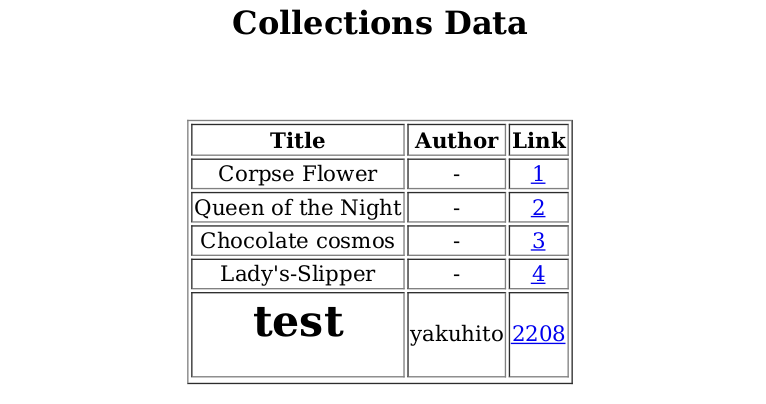 Collections Data
Title Author Link
Corpse Flower - 1
Queen of the Night - 2
Chocolate cosmos - 3
Lady's-Slipper - 4
test yakuhito 2208